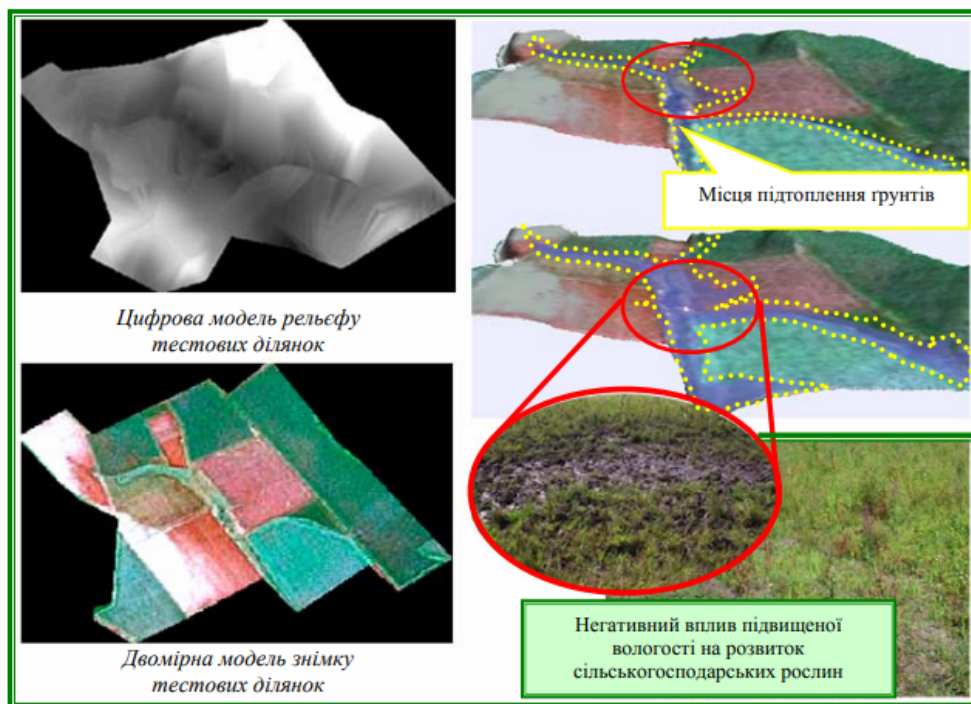 Цифрова модель рельєфу
тестових ділянок
Двомірна модель знімку
тестових ділянок
Місця підтоплення ґрунтів
Негативний вплив підвищеної
вологості на розвиток
сільськогосподарських рослин